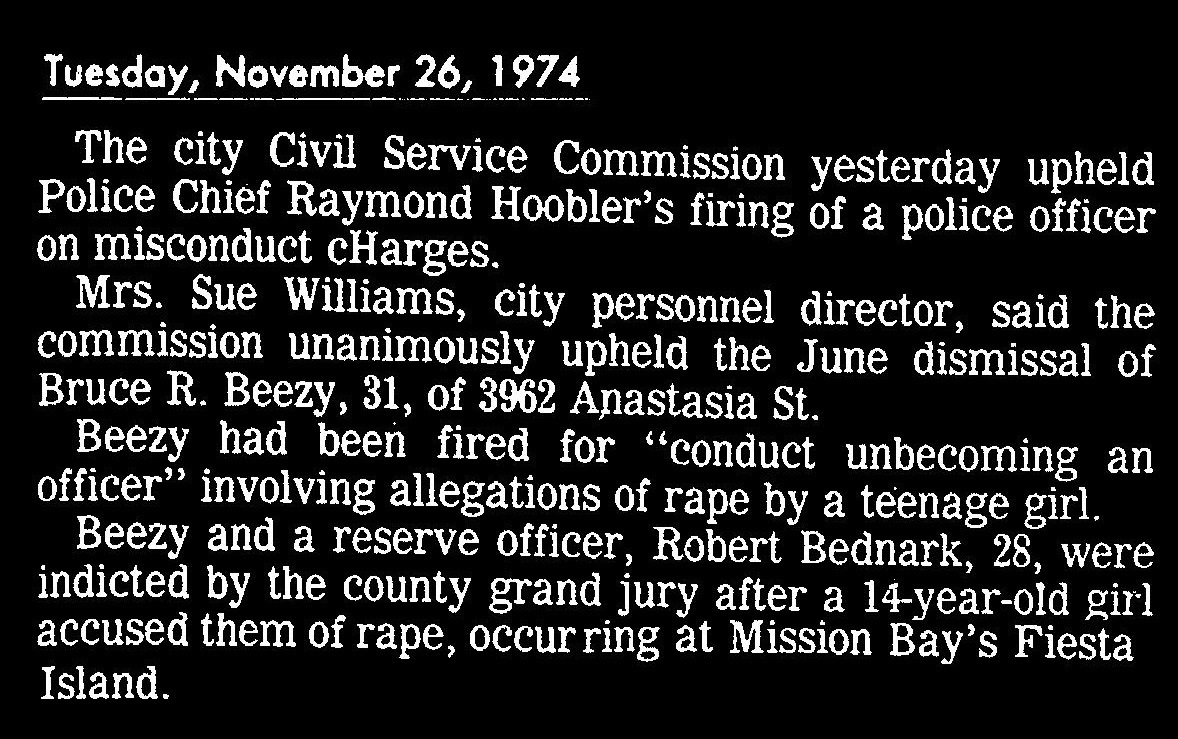 Tuesday, November 26, 1974
The city Civil Service Commission yesterday upheld
Police Chief Raymond Hoobler's firing of a police officer
on misconduct cHarges.
Mrs. Sue Williams, city personnel director, said the
commission unanimously upheld the June dismissal of
Bruce R. Beezy, 31, of 3962 Anastasia St.
Beezy had been fired for “conduct unbecoming an
officer” involving allegations of rape by a teenage girl.
Beezy and a reserve officer, Robert Bednark, 28, were
indicted by the county grand jury after a 14-year-old girl
accused them of rape, occurring at Mission Bay's Fiesta
Island.